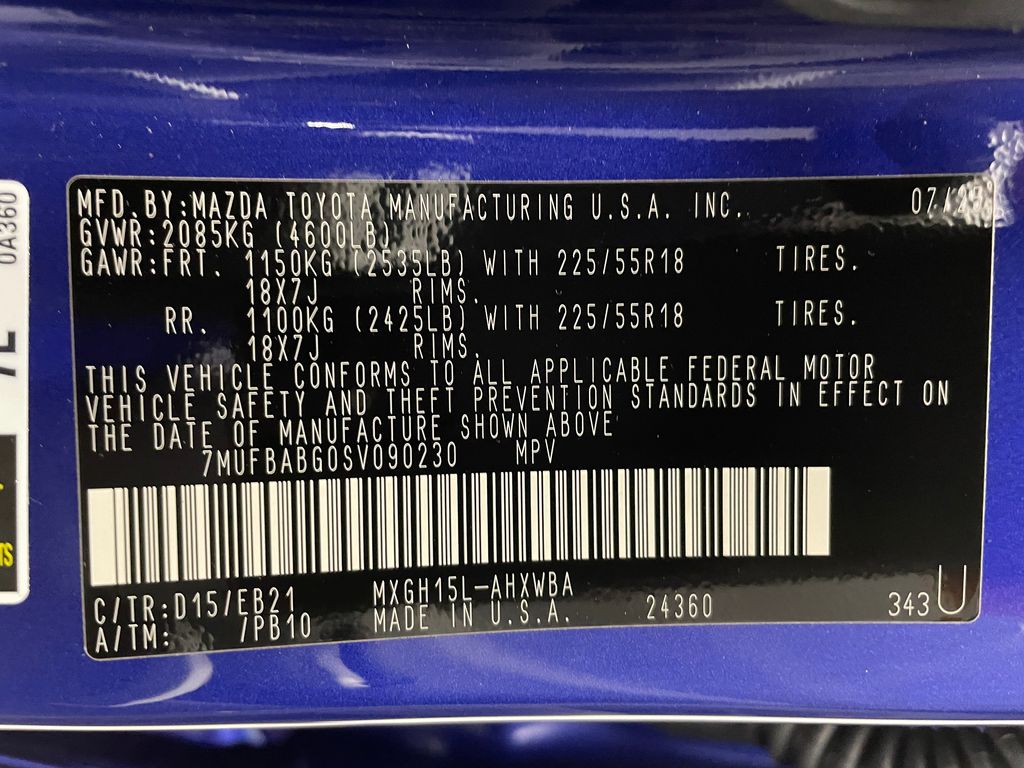 MFD.BY:MAZDA TOYOTA MANUFACTURING U.S.A. INC. 07/25
GVWR:2085KG (4600LB)
GAWR:FRT. 1150KG (2535LB) WITH 225/55R18 TIRES.
18X7J RIMS.
RR. 1100KG (2425LB) WITH 225/55R18 TIRES.
18X7J RIMS.
THIS VEHICLE CONFORMS TO ALL APPLICABLE FEDERAL MOTOR
VEHICLE SAFETY AND THEFT PREVENTION STANDARDS IN EFFECT ON
THE DATE OF MANUFACTURE SHOWN ABOVE
7MUFBABG0SV090230 MPV
C/TR:D15/EB21 MXGH15L-AHXWBA
A/TM: /PB10 MADE IN U.S.A. 24360 343 U
0A360